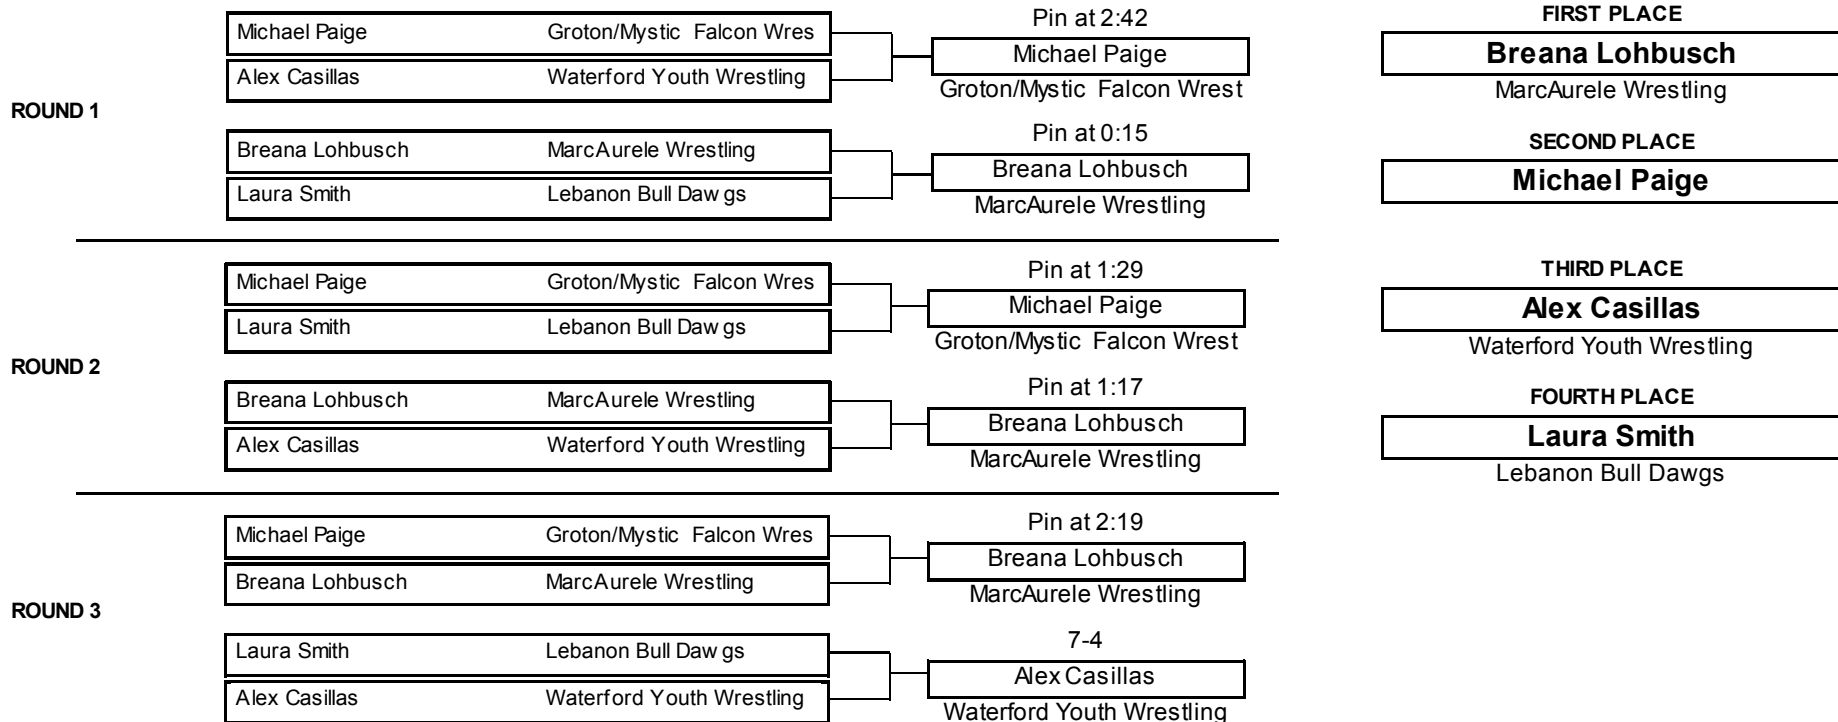 Pin at 2:42
FIRST PLACE
Michael Paige Groton/Mystic Falcon Wres
Michael Paige
Breana Lohbusch
Alex Casillas Waterford Youth Wrestling
Groton/Mystic Falcon Wrest
MarcAurele Wrestling
ROUND 1
Pin at 0:15
SECOND PLACE
Breana Lohbusch MarcAurele Wrestling
Breana Lohbusch
Michael Paige
Laura Smith Lebanon Bull Dawgs
MarcAurele Wrestling
Pin at 1:29
THIRD PLACE
Michael Paige Groton/Mystic Falcon Wres
Michael Paige
Alex Casillas
Laura Smith Lebanon Bull Dawgs
Groton/Mystic Falcon Wrest
Waterford Youth Wrestling
ROUND 2
Pin at 1:17
FOURTH PLACE
Breana Lohbusch MarcAurele Wrestling
Breana Lohbusch
Laura Smith
Alex Casillas Waterford Youth Wrestling
MarcAurele Wrestling
Lebanon Bull Dawgs
Pin at 2:19
Michael Paige Groton/Mystic Falcon Wres
Breana Lohbusch
Breana Lohbusch MarcAurele Wrestling
MarcAurele Wrestling
ROUND 3
7-4
Laura Smith Lebanon Bull Dawgs
Alex Casillas
Alex Casillas Waterford Youth Wrestling
Waterford Youth Wrestling